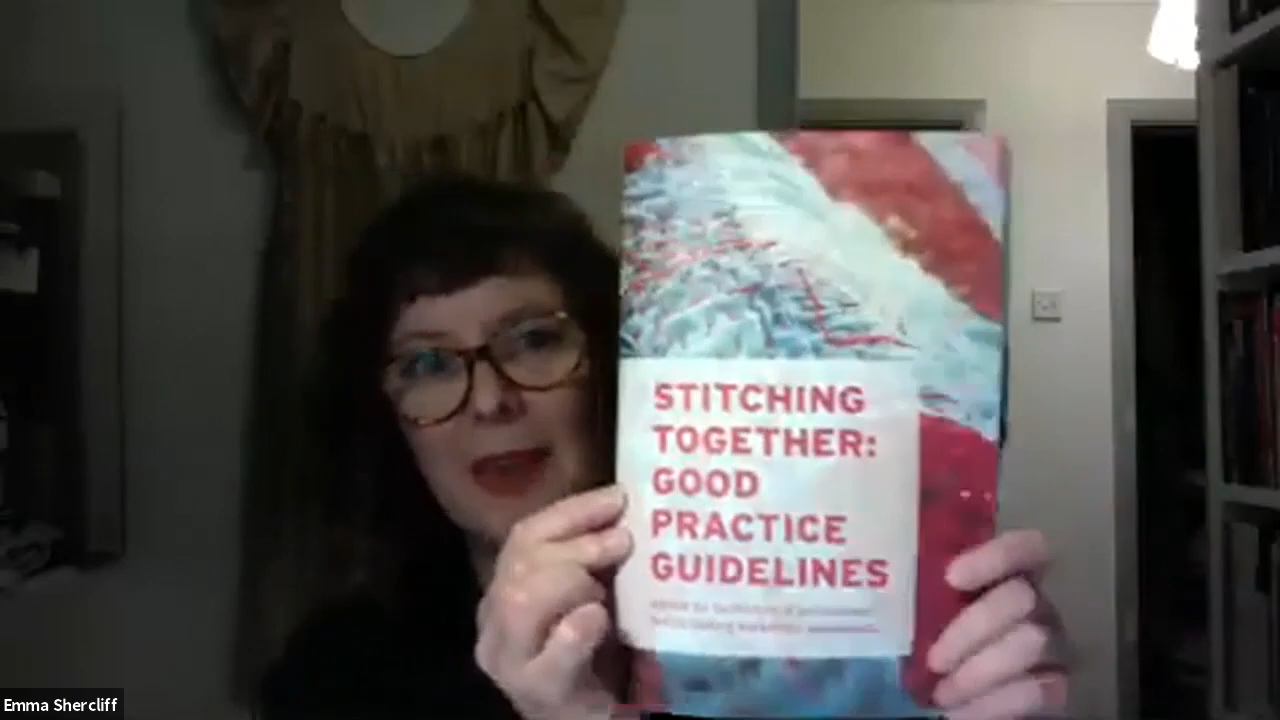 STITCHING
TOGETHER:
GOOD
PRACTICE
GUIDELINES
Emma Shercliff